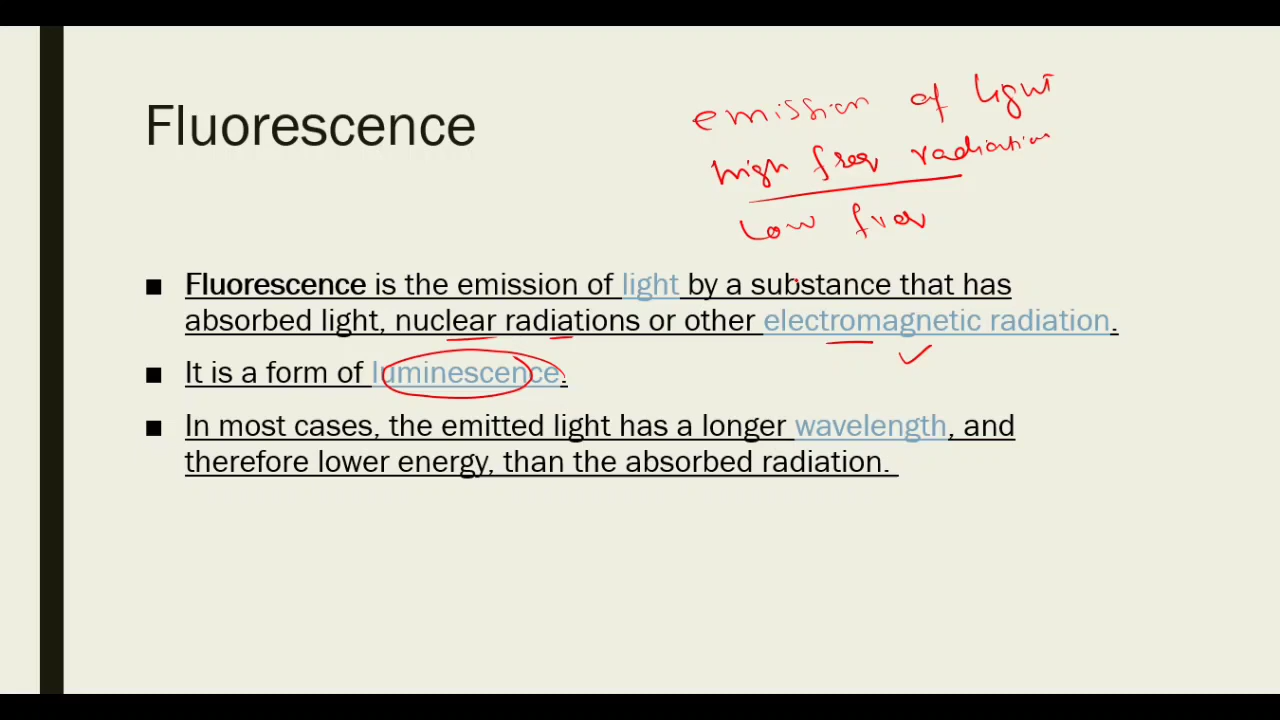 Fluorescence
emission of light
high freq radiation
Low freq
■ Fluorescence is the emission of light by a substance that has
absorbed light, nuclear radiations or other electromagnetic radiation.
■ It is a form of luminescence.
■ In most cases, the emitted light has a longer wavelength, and
therefore lower energy, than the absorbed radiation.